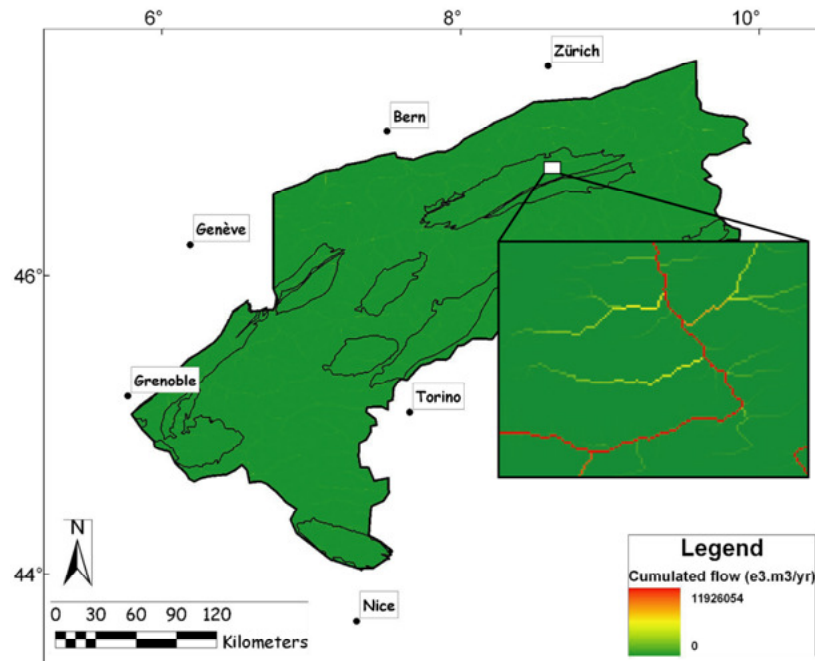 6° 8° 10°
Zürich
Bern
Genève
46°
Grenoble
Torino
N
44°
Nice
0 30 60 90 120
Kilometers
Legend
Cumulated flow (e3.m3/yr)
11926054
0